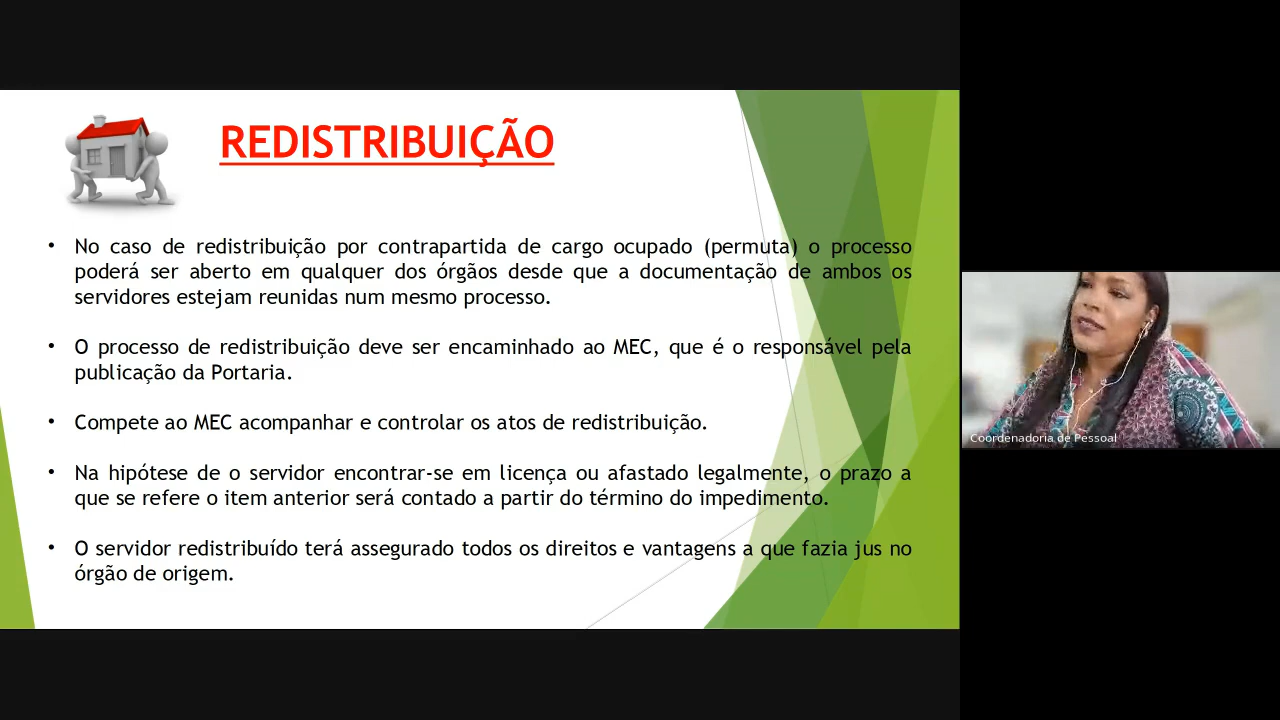 REDISTRIBUIÇÃO
• No caso de redistribuição por contrapartida de cargo ocupado (permuta) o processo
poderá ser aberto em qualquer dos órgãos desde que a documentação de ambos os
servidores estejam reunidas num mesmo processo.
• O processo de redistribuição deve ser encaminhado ao MEC, que é o responsável pela
publicação da Portaria.
• Compete ao MEC acompanhar e controlar os atos de redistribuição.
• Na hipótese de o servidor encontrar-se em licença ou afastado legalmente, o prazo a
que se refere o item anterior será contado a partir do término do impedimento.
• O servidor redistribuído terá assegurado todos os direitos e vantagens a que fazia jus no
órgão de origem.
Coordenadoria de Pessoal